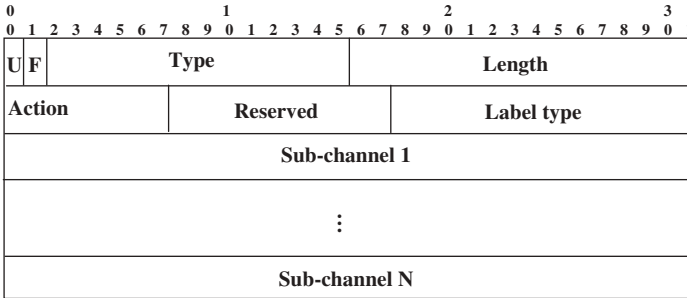 0 1 2 3
0 1 2 3 4 5 6 7 8 9 0 1 2 3 4 5 6 7 8 9 0 1 2 3 4 5 6 7 8 9 0
U F Type Length
Action Reserved Label type
Sub-channel 1
⋮
Sub-channel N